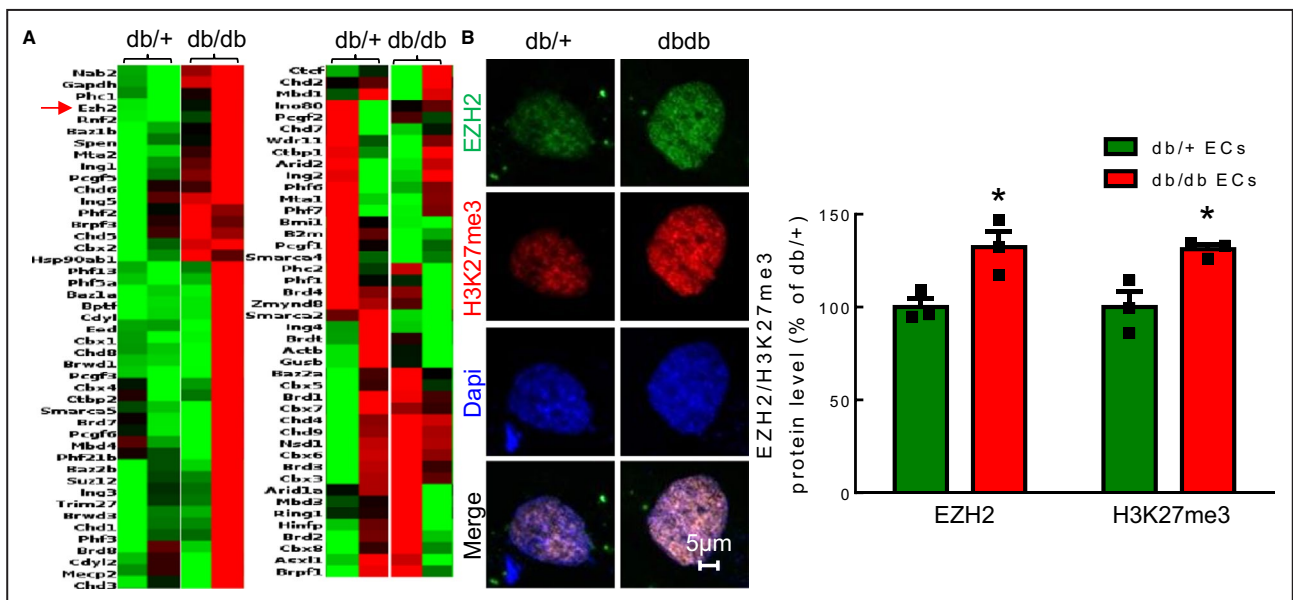 A
db/+ db/db
Nab2
Gapdh
Phc1
Ezh2
Rnf2
Baz1b
Spen
Mta2
Ing1
Pcgf5
Chd6
Ing5
Phf2
Brpf3
Chd5
Cbx2
Hsp90ab1
Phf13
Phf5a
Baz1a
Bptf
Cdyl
Eed
Cbx1
Chd8
Brwd1
Pcgf3
Cbx4
Ctbp2
Smarca5
Brd7
Pcgf6
Mbd4
Phf21b
Baz2b
Suz12
Ing3
Trim27
Brwd3
Chd1
Phf3
Brd8
Cdyl2
Mecp2
Chd3
db/+ db/db
Ctcf
Chd2
Mbd1
Ino80
Pcgf2
Chd7
Wdr11
Ctbp1
Arid2
Ing2
Phf6
Mta1
Phf7
Bmi1
B2m
Pcgf1
Smarca4
Phc2
Phf1
Brd4
Zmynd8
Smarca2
Ing4
Brdt
Actb
Gusb
Baz2a
Cbx5
Brd1
Cbx7
Chd4
Chd9
Nsd1
Cbx6
Brd3
Cbx3
Arid1a
Mbd3
Ring1
Hinfp
Brd2
Cbx8
Asxl1
Brpf1
B
db/+ dbdb
EZH2
H3K27me3
Dapi
Merge
5μm
EZH2/H3K27me3
protein level (% of db/+)
db/+ ECs
db/db ECs
150
100
50
0
* *
EZH2 H3K27me3